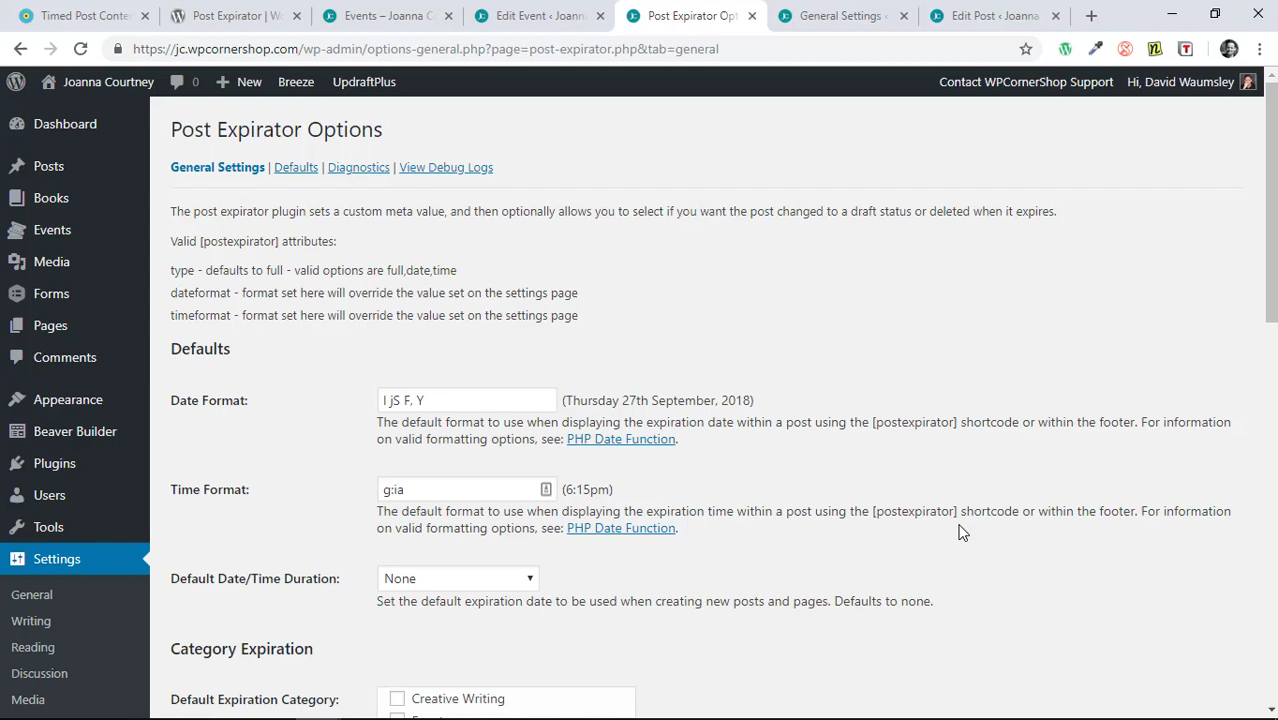 Timed Post Conte
Post Expirator | Wo
Events – Joanna Co
Edit Event ‹ Joanna
Post Expirator Opt
General Settings ‹
Edit Post ‹ Joanna
https://jc.wpcornershop.com/wp-admin/options-general.php?page=post-expirator.php&tab=general
Joanna Courtney
0
New
Breeze
UpdraftPlus
Contact WPCornerShop Support
Hi, David Waumsley
Dashboard
Posts
Books
Events
Media
Forms
Pages
Comments
Appearance
Beaver Builder
Plugins
Users
Tools
Settings
General
Writing
Reading
Discussion
Media
Post Expirator Options
General Settings | Defaults | Diagnostics | View Debug Logs
The post expirator plugin sets a custom meta value, and then optionally allows you to select if you want the post changed to a draft status or deleted when it expires.
Valid [postexpirator] attributes:
type - defaults to full - valid options are full,date,time
dateformat - format set here will override the value set on the settings page
timeformat - format set here will override the value set on the settings page
Defaults
Date Format:
l jS F, Y
(Thursday 27th September, 2018)
The default format to use when displaying the expiration date within a post using the [postexpirator] shortcode or within the footer. For information
on valid formatting options, see: PHP Date Function.
Time Format:
g:ia
(6:15pm)
The default format to use when displaying the expiration time within a post using the [postexpirator] shortcode or within the footer. For information
on valid formatting options, see: PHP Date Function.
Default Date/Time Duration:
None
Set the default expiration date to be used when creating new posts and pages. Defaults to none.
Category Expiration
Default Expiration Category:
Creative Writing